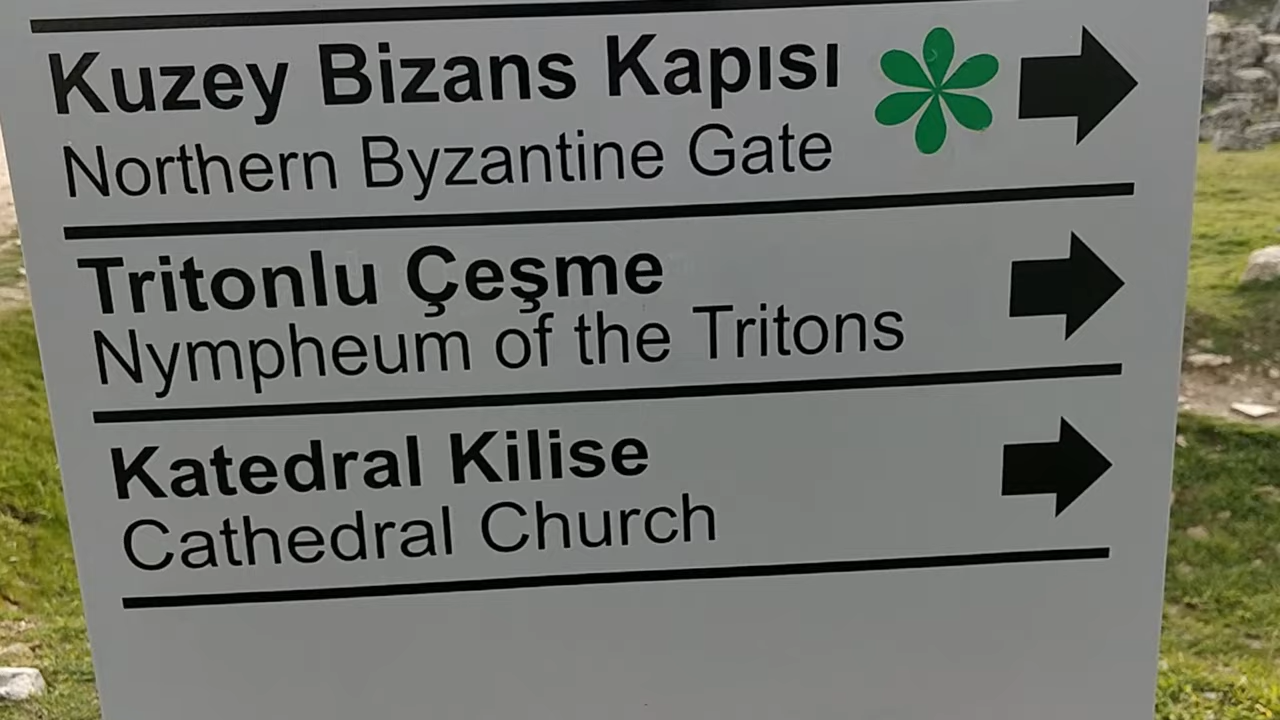 Kuzey Bizans Kapısı
Northern Byzantine Gate
Tritonlu Çeşme
Nympheum of the Tritons
Katedral Kilise
Cathedral Church